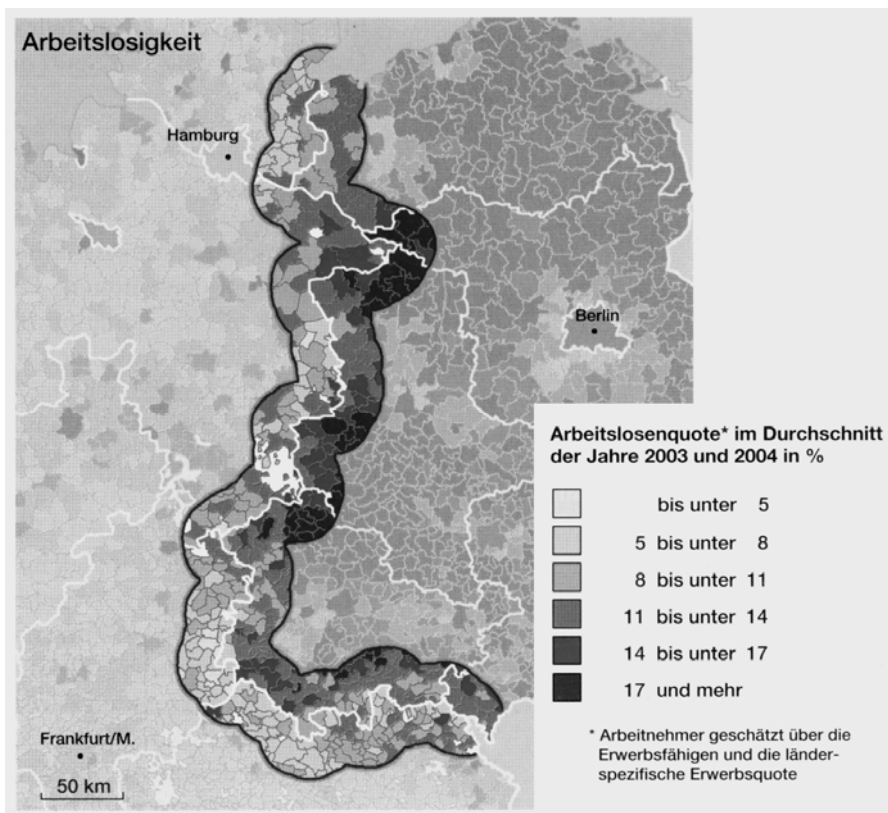 Arbeitslosigkeit
Hamburg
Berlin
Frankfurt/M.
50 km
Arbeitslosenquote* im Durchschnitt
der Jahre 2003 und 2004 in %
bis unter 5
5 bis unter 8
8 bis unter 11
11 bis unter 14
14 bis unter 17
17 und mehr
* Arbeitnehmer geschätzt über die
Erwerbsfähigen und die länder-
spezifische Erwerbsquote